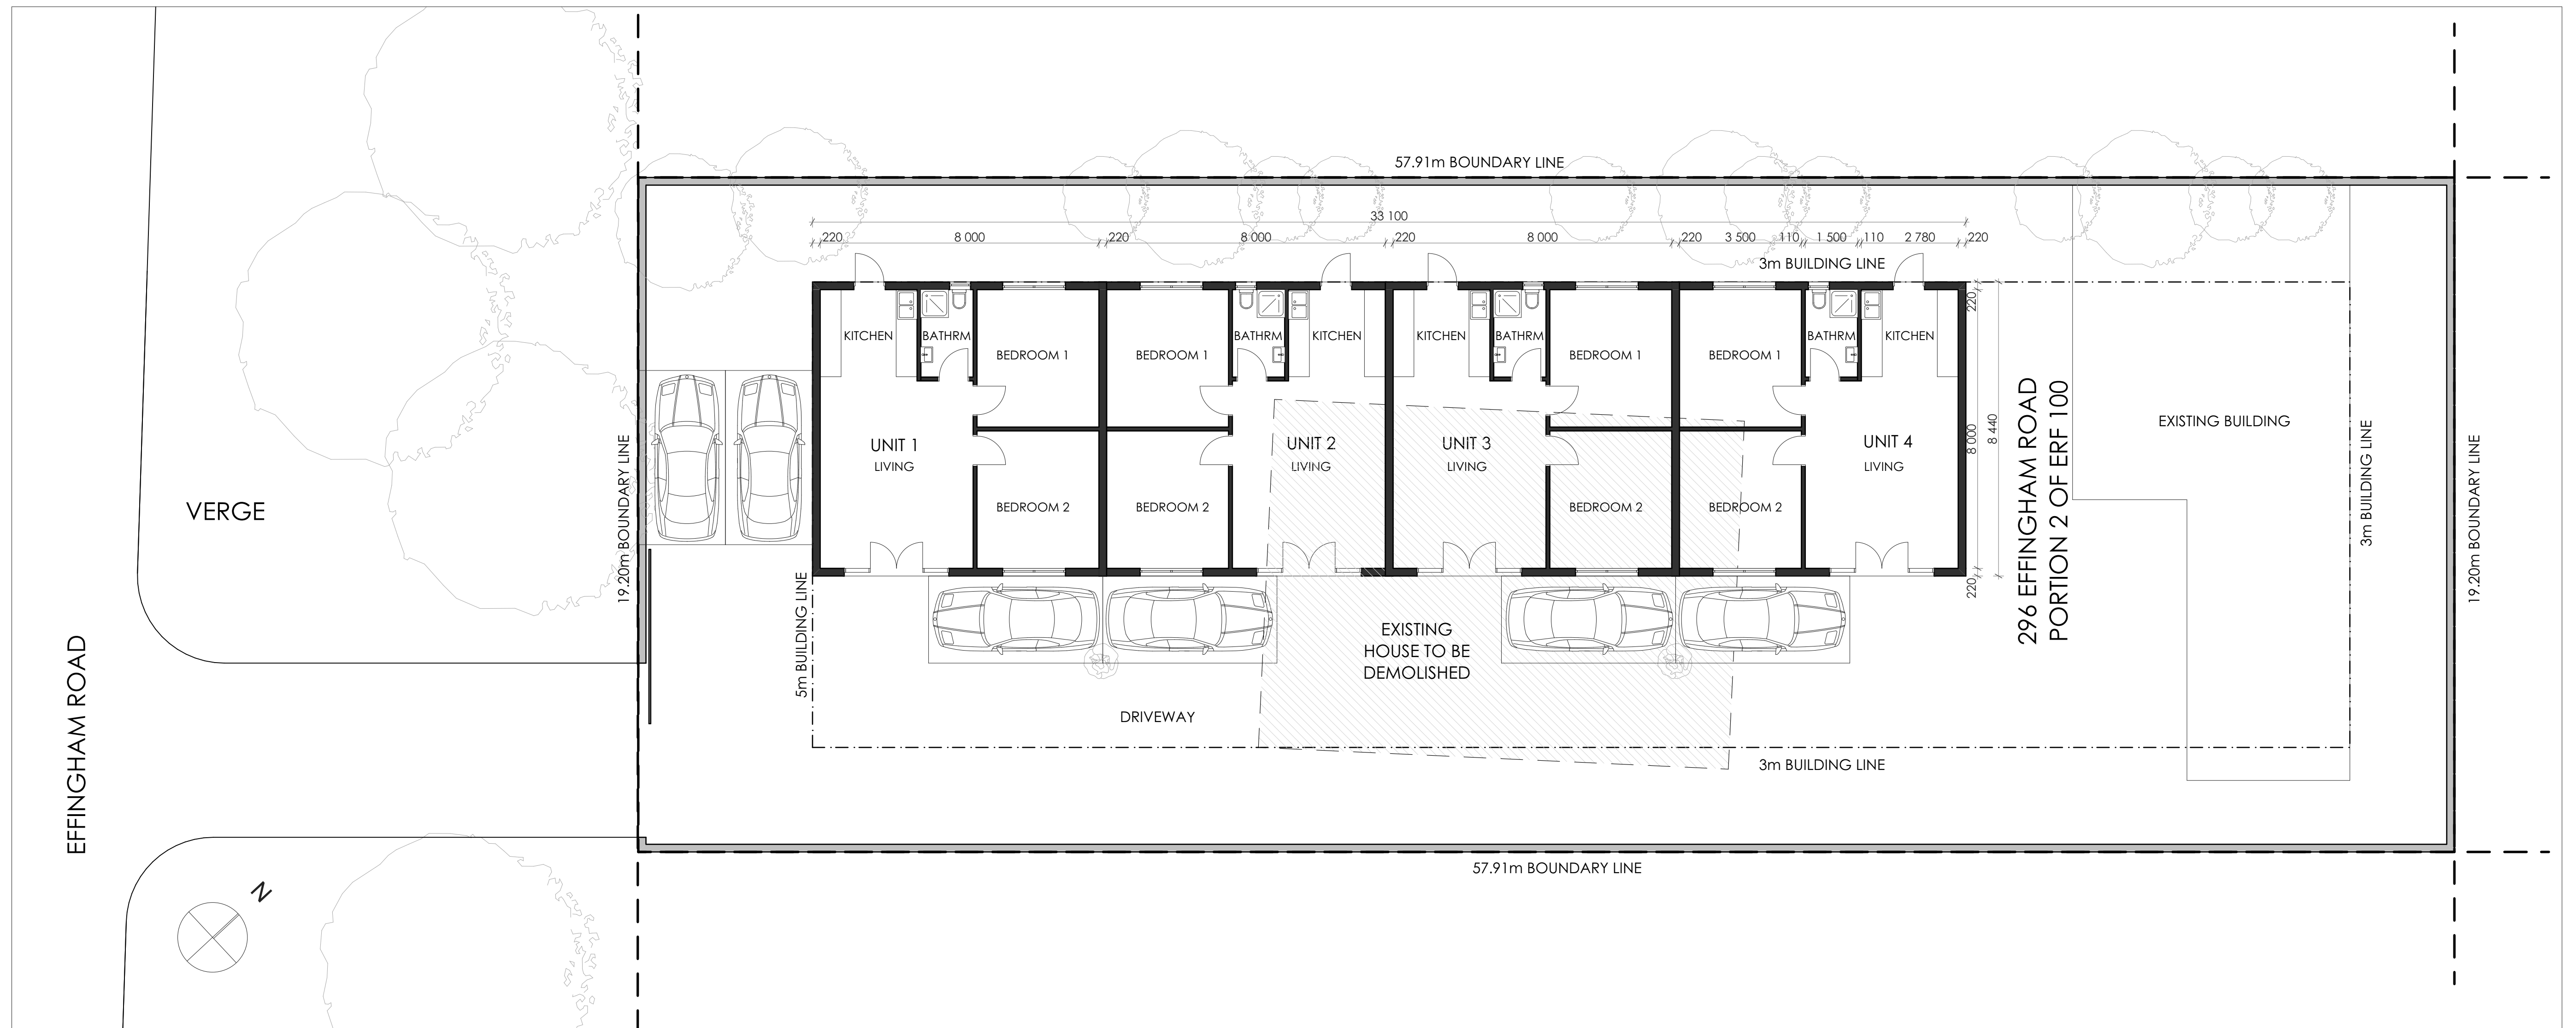 57.91m BOUNDARY LINE
33 100
220 8 000 220 8 000 220 8 000 220 3 500 110 1 500 110 2 780 220
3m BUILDING LINE
220
KITCHEN BATHRM BEDROOM 1 BEDROOM 1 BATHRM KITCHEN KITCHEN BATHRM BEDROOM 1 BEDROOM 1 BATHRM KITCHEN
UNIT 1
LIVING
UNIT 2
LIVING
UNIT 3
LIVING
UNIT 4
LIVING
8 000
8 440
220
BEDROOM 2 BEDROOM 2 BEDROOM 2 BEDROOM 2
296 EFFINGHAM ROAD
PORTION 2 OF ERF 100
EXISTING BUILDING
3m BUILDING LINE
19.20m BOUNDARY LINE
19.20m BOUNDARY LINE
VERGE
EFFINGHAM ROAD
5m BUILDING LINE
EXISTING
HOUSE TO BE
DEMOLISHED
DRIVEWAY
3m BUILDING LINE
57.91m BOUNDARY LINE
N